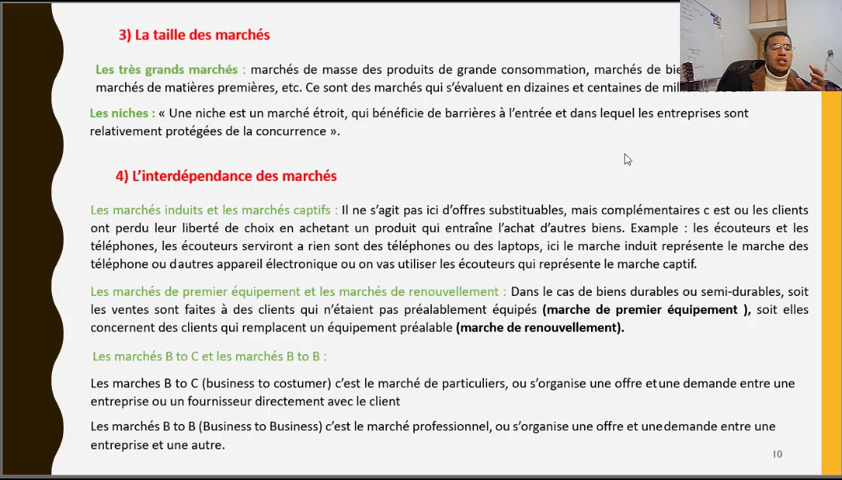 3) La taille des marchés
Les très grands marchés : marchés de masse des produits de grande consommation, marchés de
marchés de matières premières, etc. Ce sont des marchés qui s'évaluent en dizaines et centaines de
Les niches : « Une niche est un marché étroit, qui bénéficie de barrières à l'entrée et dans lequel les entreprises sont
relativement protégées de la concurrence ».
4) L'interdépendance des marchés
Les marchés induits et les marchés captifs : Il ne s'agit pas ici d'offres substituables, mais complémentaires c est ou les clients
ont perdu leur liberté de choix en achetant un produit qui entraîne l'achat d'autres biens. Example : les écouteurs et les
téléphones, les écouteurs serviront a rien sont des téléphones ou des laptops, ici le marche induit représente le marche des
téléphone ou dautres appareil électronique ou on vas utiliser les écouteurs qui représente le marche captif.
Les marchés de premier équipement et les marchés de renouvellement : Dans le cas de biens durables ou semi-durables, soit
les ventes sont faites à des clients qui n'étaient pas préalablement équipés (marche de premier équipement ), soit elles
concernent des clients qui remplacent un équipement préalable (marche de renouvellement).
Les marchés B to C et les marchés B to B :
Les marches B to C (business to costumer) c'est le marché de particuliers, ou s'organise une offre et une demande entre une
entreprise ou un fournisseur directement avec le client
Les marchés B to B (Business to Business) c'est le marché professionnel, ou s'organise une offre et une demande entre une
entreprise et une autre.
10